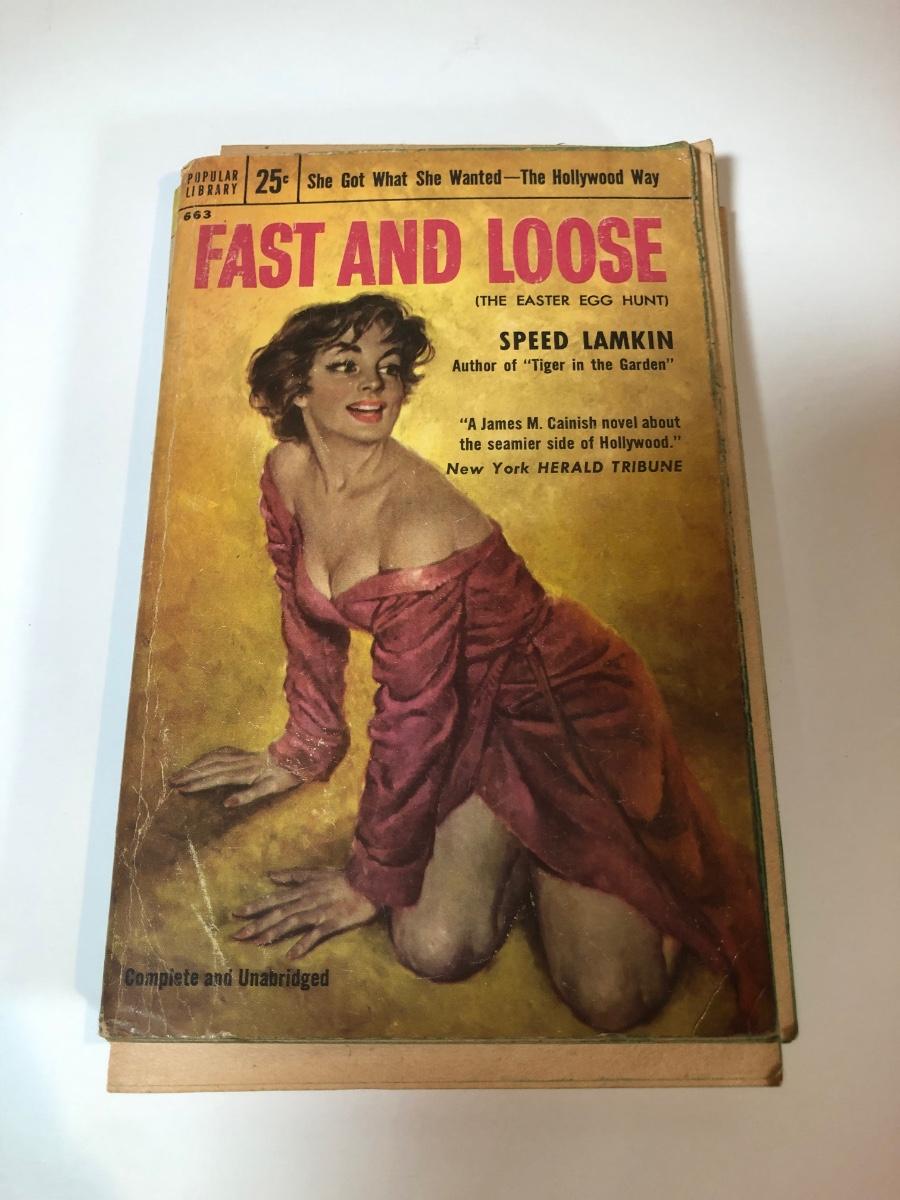 POPULAR
LIBRARY
25c
She Got What She Wanted—The Hollywood Way
663
FAST AND LOOSE
(THE EASTER EGG HUNT)
SPEED LAMKIN
Author of "Tiger in the Garden"
"A James M. Cainish novel about
the seamier side of Hollywood."
New York HERALD TRIBUNE
Complete and Unabridged